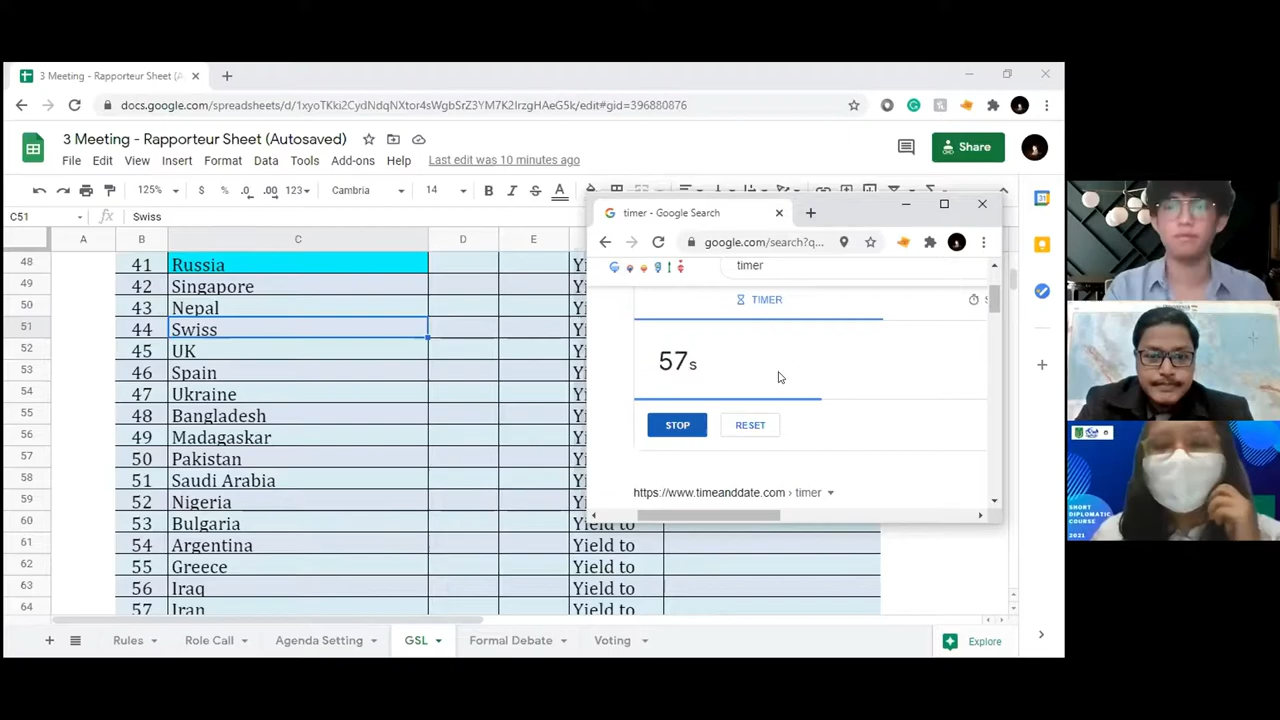 3 Meeting - Rapporteur Sheet (A
docs.google.com/spreadsheets/d/1xyoTKki2CydNdqNXtor4sWgbSrZ3YM7K2IrzgHAeG5k/edit#gid=396880876
3 Meeting - Rapporteur Sheet (Autosaved)
Share
File Edit View Insert Format Data Tools Add-ons Help Last edit was 10 minutes ago
125% $ % .0 .00 123 Cambria 14 B I S A
C51 fx Swiss
timer - Google Search
google.com/search?q...
timer
TIMER
57s
STOP RESET
https://www.timeanddate.com › timer
A B C D E
48 41 Russia
49 42 Singapore
50 43 Nepal
51 44 Swiss
52 45 UK
53 46 Spain
54 47 Ukraine
55 48 Bangladesh
56 49 Madagaskar
57 50 Pakistan
58 51 Saudi Arabia
59 52 Nigeria
60 53 Bulgaria Yield to
61 54 Argentina Yield to
62 55 Greece Yield to
63 56 Iraq Yield to
64 57 Iran Yield to
Rules Role Call Agenda Setting GSL Formal Debate Voting Explore
SHORT
DIPLOMATIC
COURSE
2021